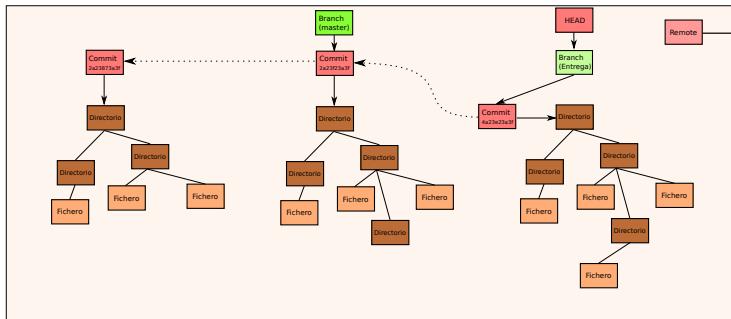 Branch
(master)
HEAD
Remote
Commit
2a23873a3f
Commit
2a23f23a3f
Branch
(Entrega)
Commit
4a23e23a3f
Directorio
Directorio
Directorio
Directorio
Directorio
Directorio
Directorio
Directorio
Directorio
Fichero
Fichero
Fichero
Fichero
Fichero
Fichero
Fichero
Fichero
Fichero
Directorio
Directorio
Fichero